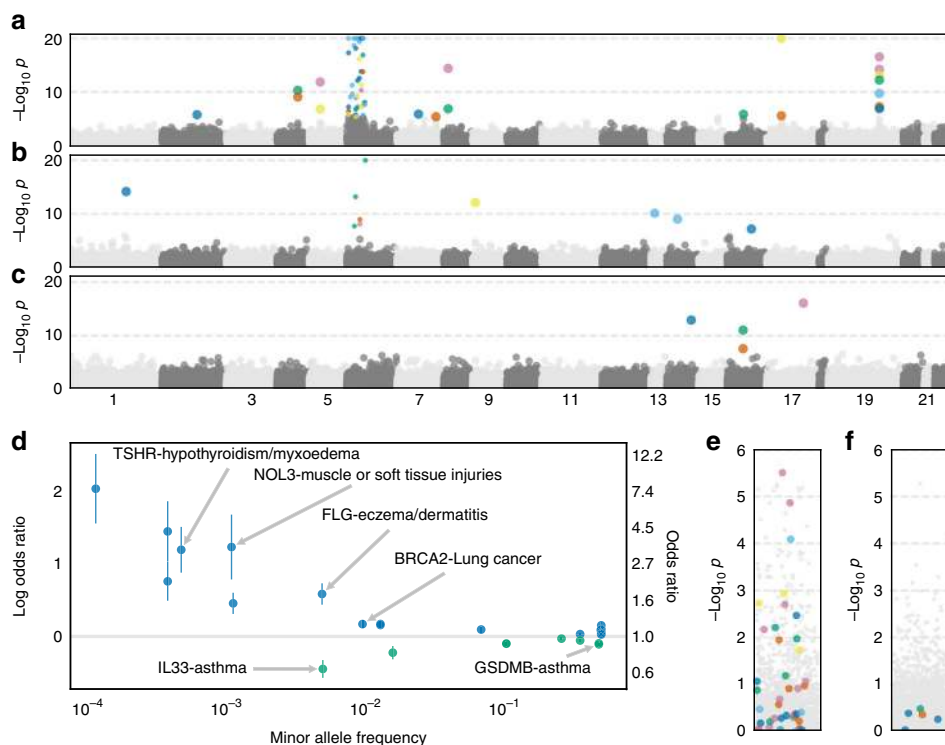 a
20
10
0
−Log10 p
b
20
10
0
−Log10 p
c
20
10
0
−Log10 p
1 3 5 7 9 11 13 15 17 19 21
d
TSHR-hypothyroidism/myxoedema
NOL3-muscle or soft tissue injuries
FLG-eczema/dermatitis
BRCA2-Lung cancer
IL33-asthma
GSDMB-asthma
2
1
0
Log odds ratio
12.2
7.4
4.5
2.7
1.6
1.0
0.6
Odds ratio
10−4 10−3 10−2 10−1
Minor allele frequency
e
6
5
4
3
2
1
0
−Log10 p
f
6
5
4
3
2
1
0
−Log10 p